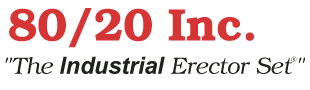 80/20 Inc.
"The Industrial Erector Set®"